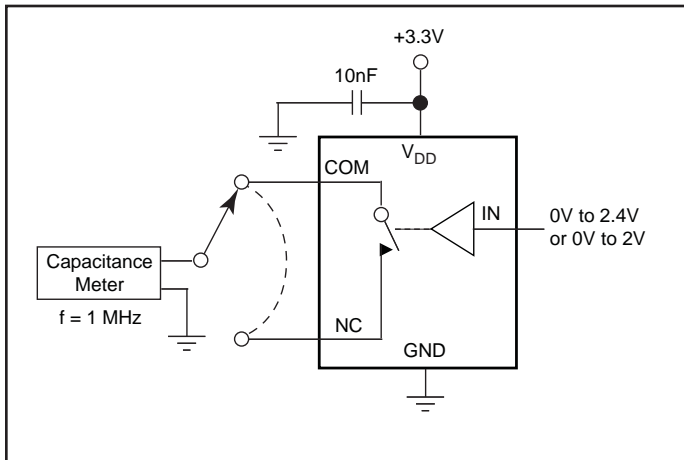 +3.3V
10nF
VDD
COM
IN
0V to 2.4V
or 0V to 2V
Capacitance
Meter
f = 1 MHz
NC
GND